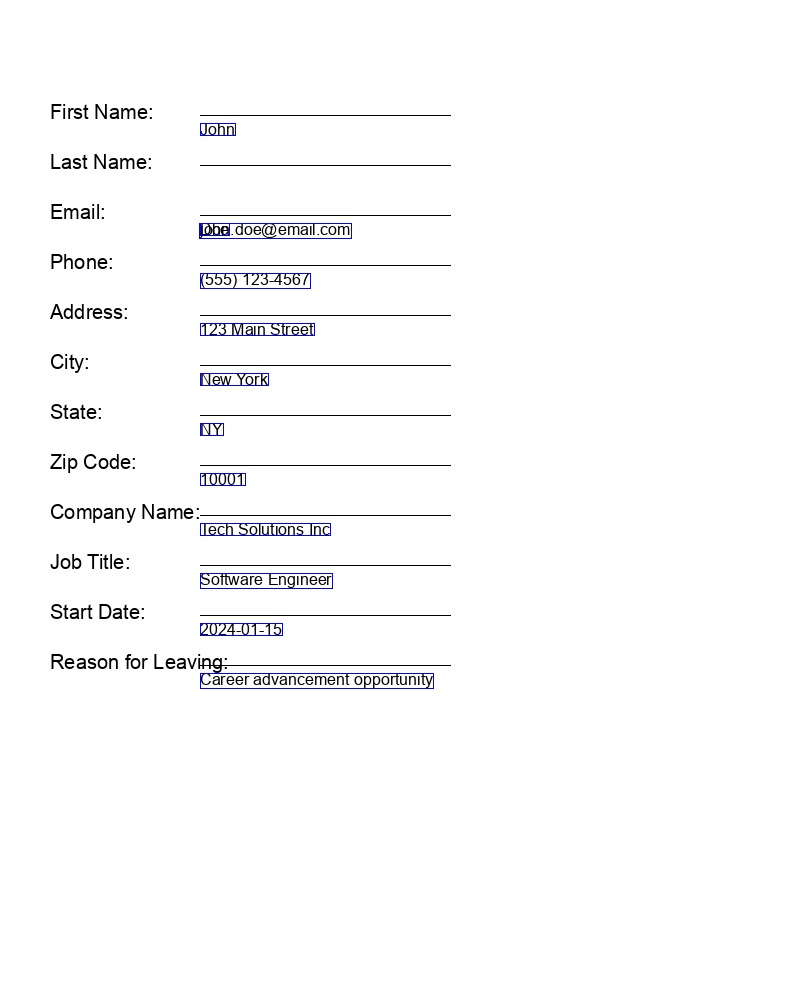 First Name:
John
Last Name:
Email:
john.doe@email.com
Phone:
(555) 123-4567
Address:
123 Main Street
City:
New York
State:
NY
Zip Code:
10001
Company Name:
Tech Solutions Inc
Job Title:
Software Engineer
Start Date:
2024-01-15
Reason for Leaving:
Career advancement opportunity